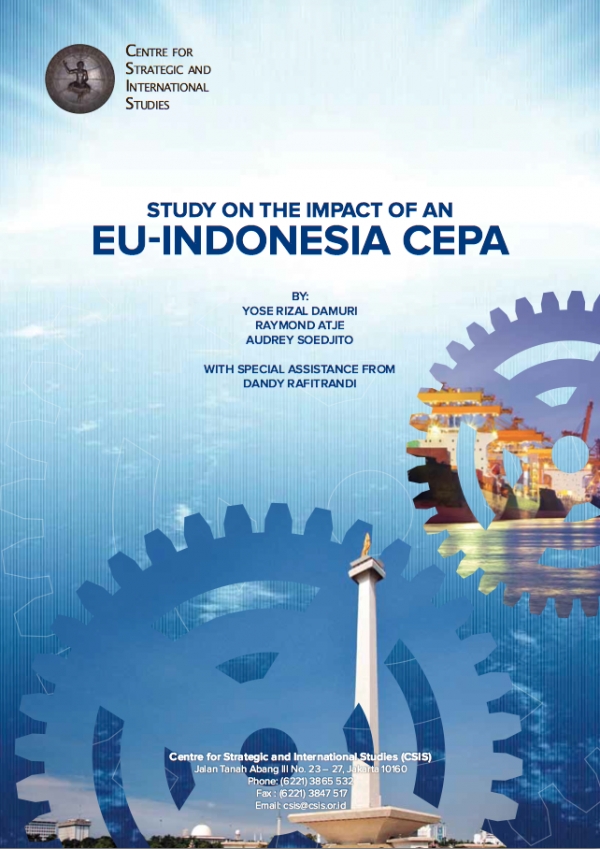 CENTRE FOR
STRATEGIC AND
INTERNATIONAL
STUDIES
STUDY ON THE IMPACT OF AN
EU-INDONESIA CEPA
BY:
YOSE RIZAL DAMURI
RAYMOND ATJE
AUDREY SOEDJITO
WITH SPECIAL ASSISTANCE FROM
DANDY RAFITRANDI
Centre for Strategic and International Studies (CSIS)
Jalan Tanah Abang III No. 23 – 27, Jakarta 10160
Phone: (6221) 3865 532
Fax : (6221) 3847 517
Email: csis@csis.or.id